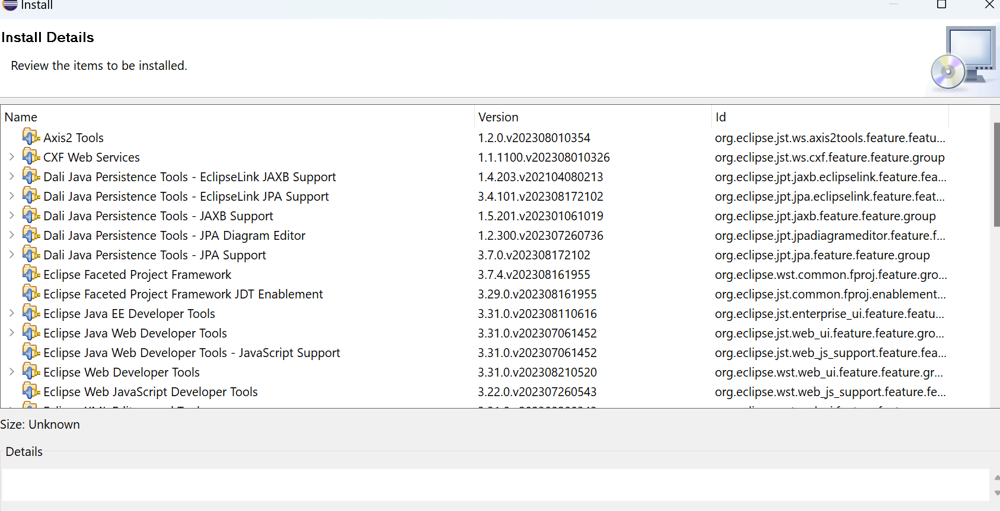 Install
Install Details
Review the items to be installed.
Name Version Id
Axis2 Tools 1.2.0.v202308010354 org.eclipse.jst.ws.axis2tools.feature.featu...
CXF Web Services 1.1.1100.v202308010326 org.eclipse.jst.ws.cxf.feature.feature.group
Dali Java Persistence Tools - EclipseLink JAXB Support 1.4.203.v202104080213 org.eclipse.jpt.jaxb.eclipselink.feature.fea...
Dali Java Persistence Tools - EclipseLink JPA Support 3.4.101.v202308172102 org.eclipse.jpt.jpa.eclipselink.feature.feat...
Dali Java Persistence Tools - JAXB Support 1.5.201.v202301061019 org.eclipse.jpt.jaxb.feature.feature.group
Dali Java Persistence Tools - JPA Diagram Editor 1.2.300.v202307260736 org.eclipse.jpt.jpadiagrameditor.feature.f...
Dali Java Persistence Tools - JPA Support 3.7.0.v202308172102 org.eclipse.jpt.jpa.feature.feature.group
Eclipse Faceted Project Framework 3.7.4.v202308161955 org.eclipse.wst.common.fproj.feature.gro...
Eclipse Faceted Project Framework JDT Enablement 3.29.0.v202308161955 org.eclipse.jst.common.fproj.enablement...
Eclipse Java EE Developer Tools 3.31.0.v202308110616 org.eclipse.jst.enterprise_ui.feature.featu...
Eclipse Java Web Developer Tools 3.31.0.v202307061452 org.eclipse.jst.web_ui.feature.feature.gro...
Eclipse Java Web Developer Tools - JavaScript Support 3.31.0.v202307061452 org.eclipse.jst.web_js_support.feature.fea...
Eclipse Web Developer Tools 3.31.0.v202308210520 org.eclipse.wst.web_ui.feature.feature.gr...
Eclipse Web JavaScript Developer Tools 3.22.0.v202307260543 org.eclipse.wst.web_js_support.feature.fe...
Size: Unknown
Details